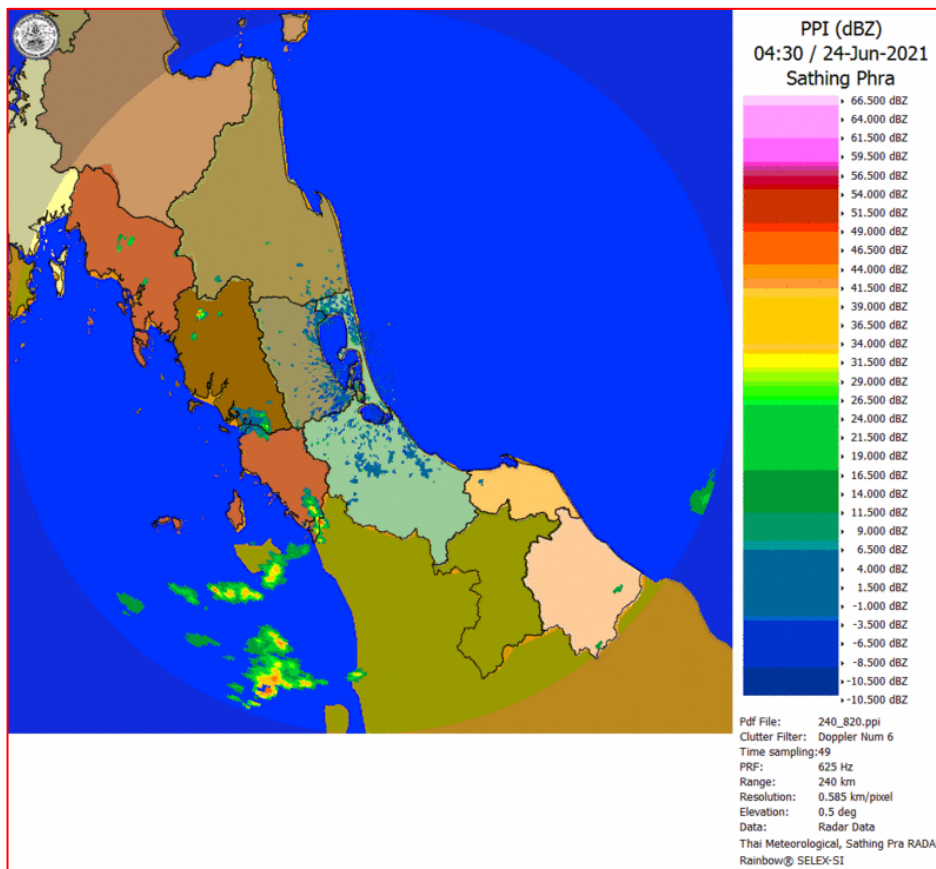 PPI (dBZ)
04:30 / 24-Jun-2021
Sathing Phra
66.500 dBZ
64.000 dBZ
61.500 dBZ
59.500 dBZ
56.500 dBZ
54.000 dBZ
51.500 dBZ
49.000 dBZ
46.500 dBZ
44.000 dBZ
41.500 dBZ
39.000 dBZ
36.500 dBZ
34.000 dBZ
31.500 dBZ
29.000 dBZ
26.500 dBZ
24.000 dBZ
21.500 dBZ
19.000 dBZ
16.500 dBZ
14.000 dBZ
11.500 dBZ
9.000 dBZ
6.500 dBZ
4.000 dBZ
1.500 dBZ
-1.000 dBZ
-3.500 dBZ
-6.500 dBZ
-8.500 dBZ
-10.500 dBZ
-10.500 dBZ
Pdf File: 240_820.ppi
Clutter Filter: Doppler Num 6
Time sampling:49
PRF: 625 Hz
Range: 240 km
Resolution: 0.585 km/pixel
Elevation: 0.5 deg
Data: Radar Data
Thai Meteorological, Sathing Pra RADA
Rainbow® SELEX-SI